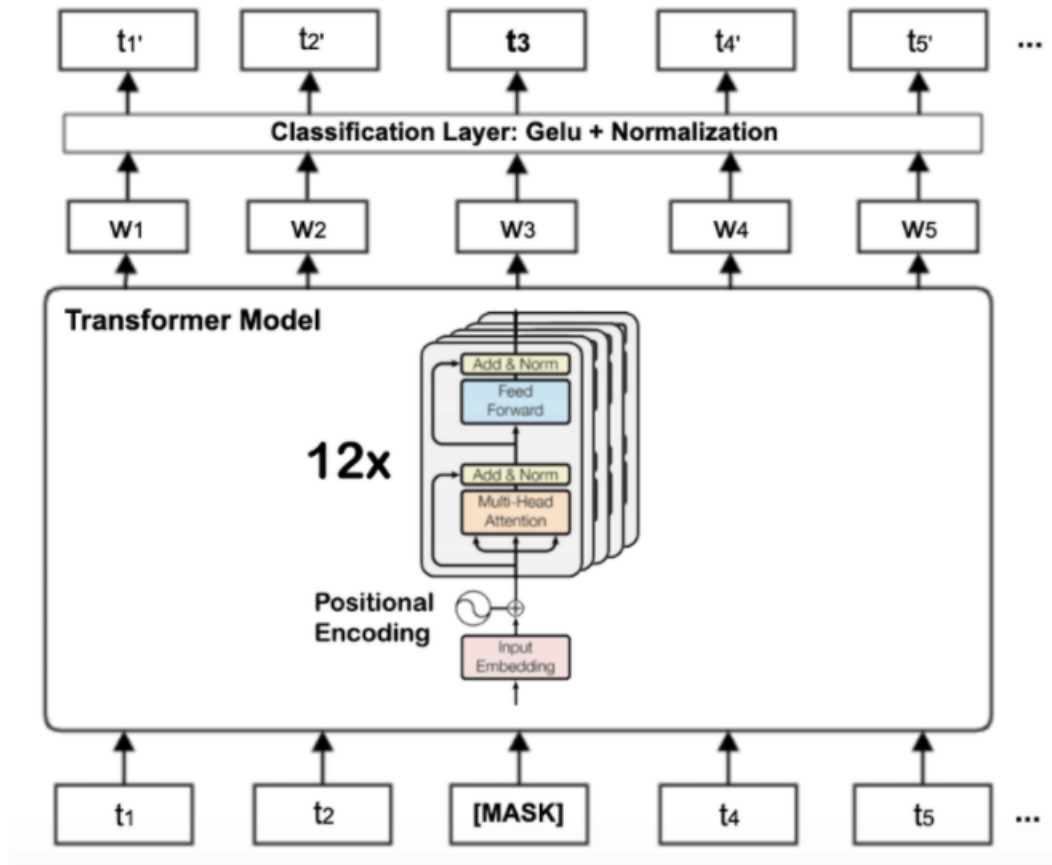 t1' t2' t3 t4' t5' ...
Classification Layer: Gelu + Normalization
W1 W2 W3 W4 W5
Transformer Model
Add & Norm
Feed
Forward
12x
Add & Norm
Multi-Head
Attention
Positional
Encoding
Input
Embedding
t1 t2 [MASK] t4 t5 ...